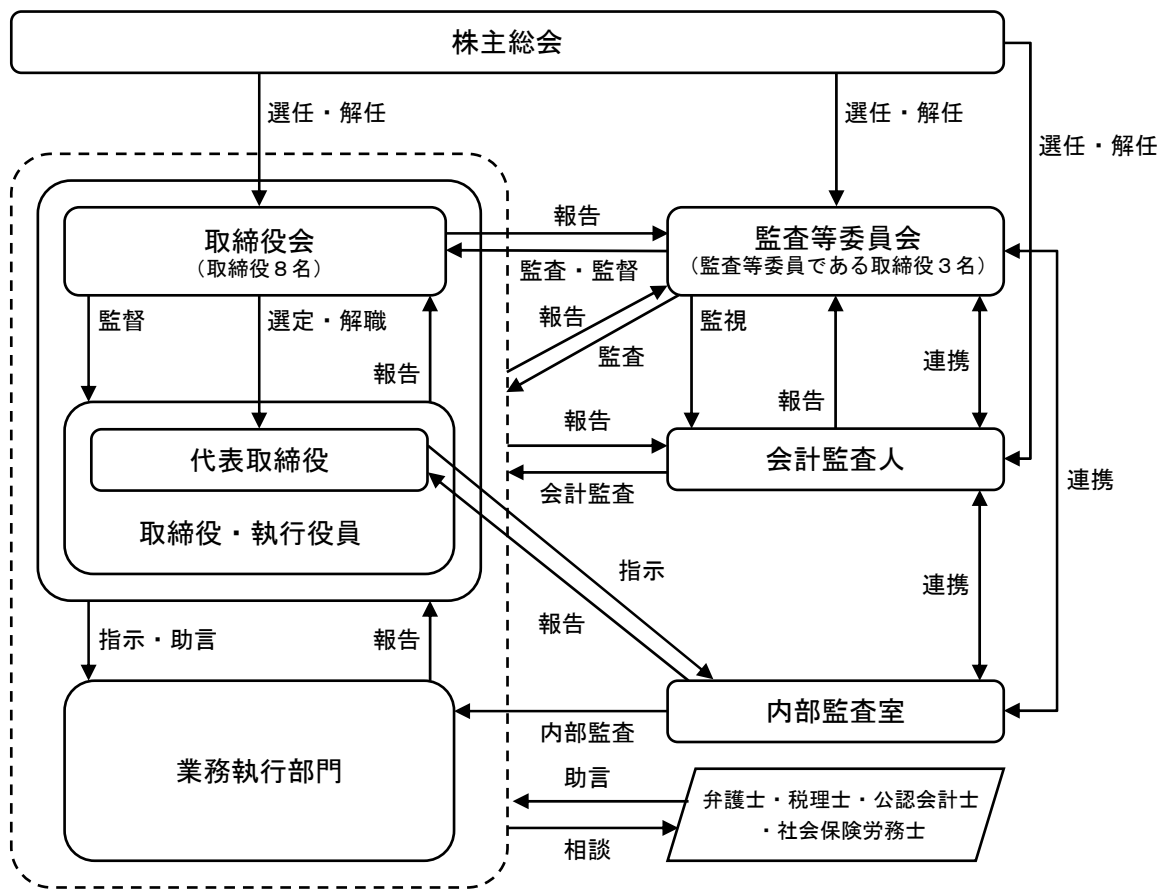 株主総会
選任・解任
選任・解任
選任・解任
取締役会
（取締役８名）
報告
監査・監督
監査等委員会
（監査等委員である取締役３名）
監督
選定・解職
報告
報告
監査
監視
報告
連携
代表取締役
取締役・執行役員
報告
会計監査
会計監査人
連携
指示
報告
連携
指示・助言
報告
内部監査室
内部監査
業務執行部門
助言
相談
弁護士・税理士・公認会計士
・社会保険労務士